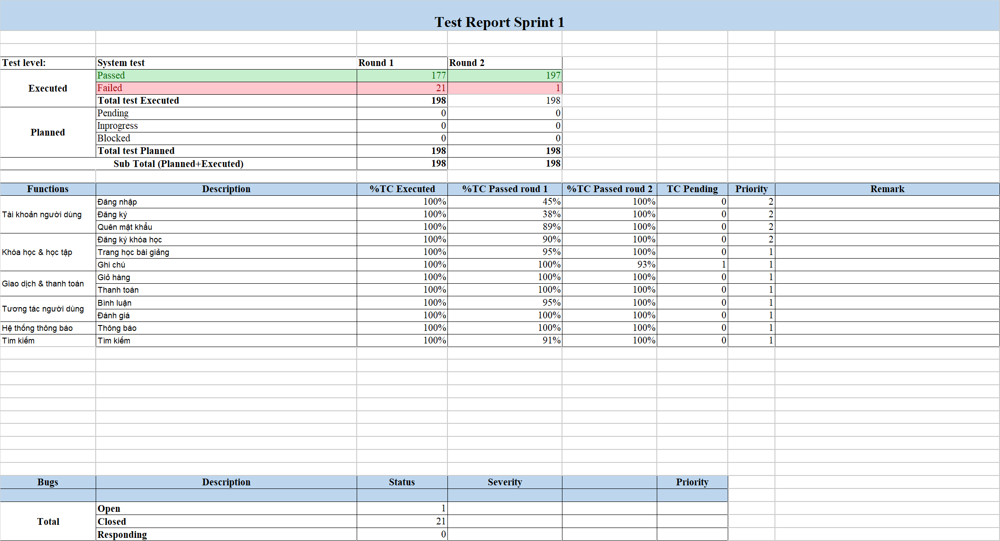 Test Report Sprint 1
Test level: System test Round 1 Round 2
Executed
Passed 177 197
Failed 21 1
Total test Executed 198 198
Planned
Pending 0 0
Inprogress 0 0
Blocked 0 0
Total test Planned 198 198
Sub Total (Planned+Executed) 198 198
Functions Description %TC Executed %TC Passed roud 1 %TC Passed roud 2 TC Pending Priority Remark
Tài khoản người dùng
Đăng nhập 100% 45% 100% 0 2
Đăng ký 100% 38% 100% 0 2
Quên mật khẩu 100% 89% 100% 0 2
Khóa học & học tập
Đăng ký khóa học 100% 90% 100% 0 2
Trang học bài giảng 100% 95% 100% 0 1
Ghi chú 100% 100% 93% 1 1
Giao dịch & thanh toán
Giỏ hàng 100% 100% 100% 0 1
Thanh toán 100% 100% 100% 0 1
Tương tác người dùng
Bình luận 100% 95% 100% 0 1
Đánh giá 100% 100% 100% 0 1
Hệ thống thông báo Thông báo 100% 100% 100% 0 1
Tìm kiếm Tìm kiếm 100% 91% 100% 0 1
Bugs Description Status Severity Priority
Total
Open 1
Closed 21
Responding 0